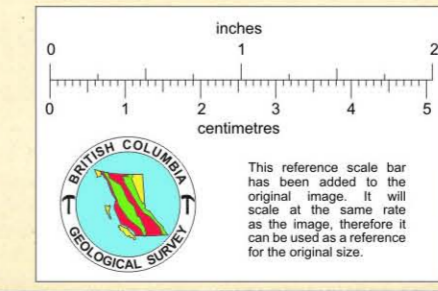 inches
0 1 2
0 1 2 3 4 5
centimetres
BRITISH COLUMBIA
GEOLOGICAL SURVEY
This reference scale bar
has been added to the
original image. It will
scale at the same rate
as the image, therefore it
can be used as a reference
for the original size.